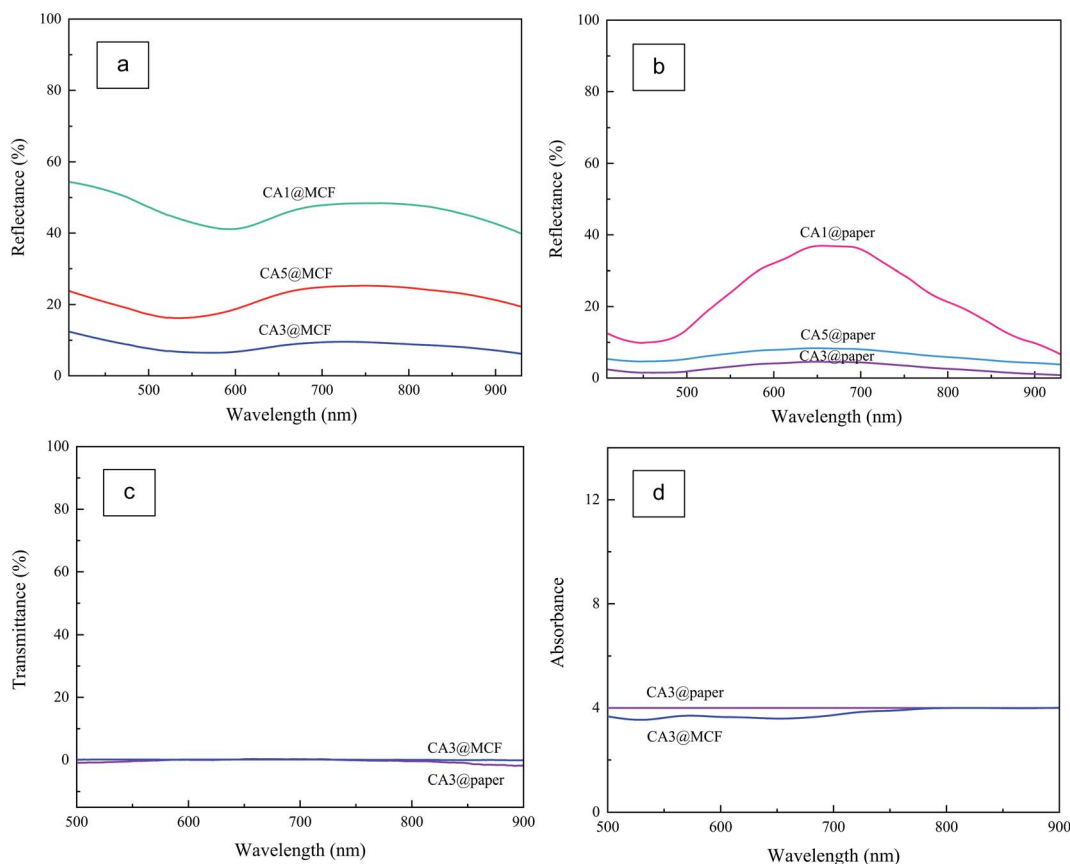 a
Reflectance (%)
100
80
60
40
20
0
CA1@MCF
CA5@MCF
CA3@MCF
500
600
700
800
900
Wavelength (nm)
b
Reflectance (%)
100
80
60
40
20
0
CA1@paper
CA5@paper
CA3@paper
500
600
700
800
900
Wavelength (nm)
c
Transmittance (%)
100
80
60
40
20
0
CA3@MCF
CA3@paper
500
600
700
800
900
Wavelength (nm)
d
Absorbance
12
8
4
0
CA3@paper
CA3@MCF
500
600
700
800
900
Wavelength (nm)